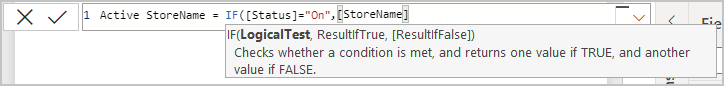 1 Active StoreName = IF([Status]="On",[StoreName]
IF(LogicalTest, ResultIfTrue, [ResultIfFalse])
Checks whether a condition is met, and returns one value if TRUE, and another
value if FALSE.
Fie